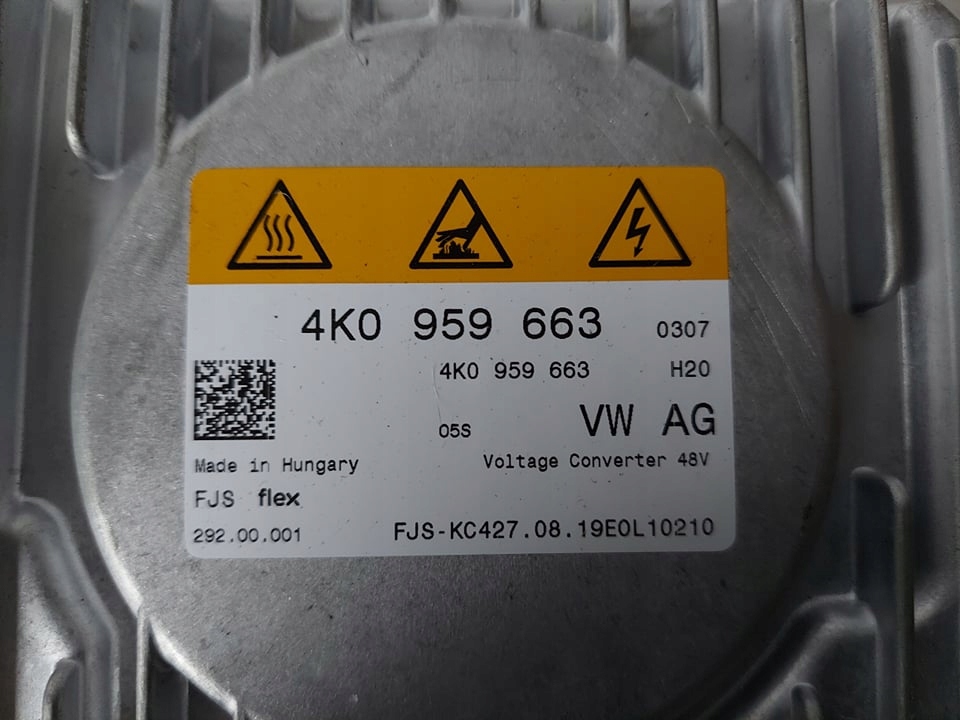 4K0 959 663 0307
4K0 959 663 H20
05S VW AG
Made in Hungary Voltage Converter 48V
FJS flex
292.00.001 FJS-KC427.08.19E0L10210